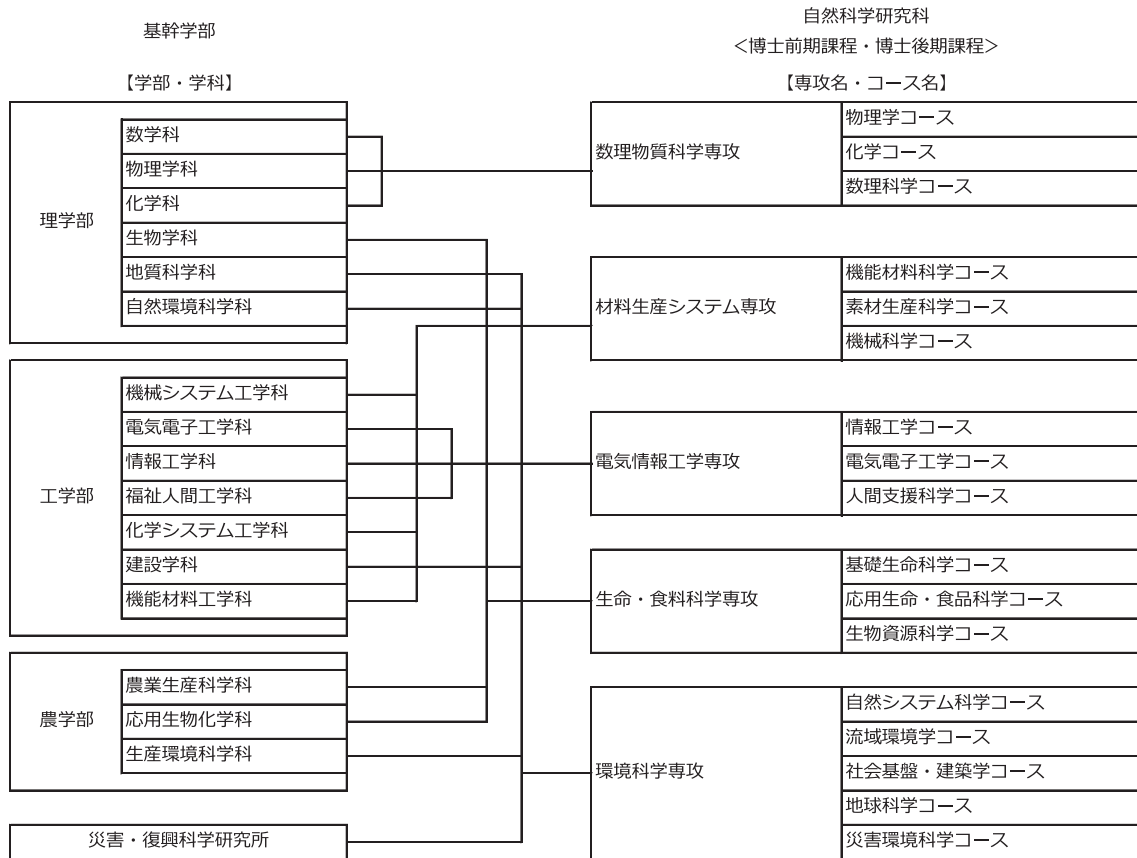 基幹学部
【学部・学科】
理学部
数学科
物理学科
化学科
生物学科
地質科学科
自然環境科学科
工学部
機械システム工学科
電気電子工学科
情報工学科
福祉人間工学科
化学システム工学科
建設学科
機能材料工学科
農学部
農業生産科学科
応用生物化学科
生産環境科学科
災害・復興科学研究所
自然科学研究科
＜博士前期課程・博士後期課程＞
【専攻名・コース名】
数理物質科学専攻
物理学コース
化学コース
数理科学コース
材料生産システム専攻
機能材料科学コース
素材生産科学コース
機械科学コース
電気情報工学専攻
情報工学コース
電気電子工学コース
人間支援科学コース
生命・食料科学専攻
基礎生命科学コース
応用生命・食品科学コース
生物資源科学コース
環境科学専攻
自然システム科学コース
流域環境学コース
社会基盤・建築学コース
地球科学コース
災害環境科学コース